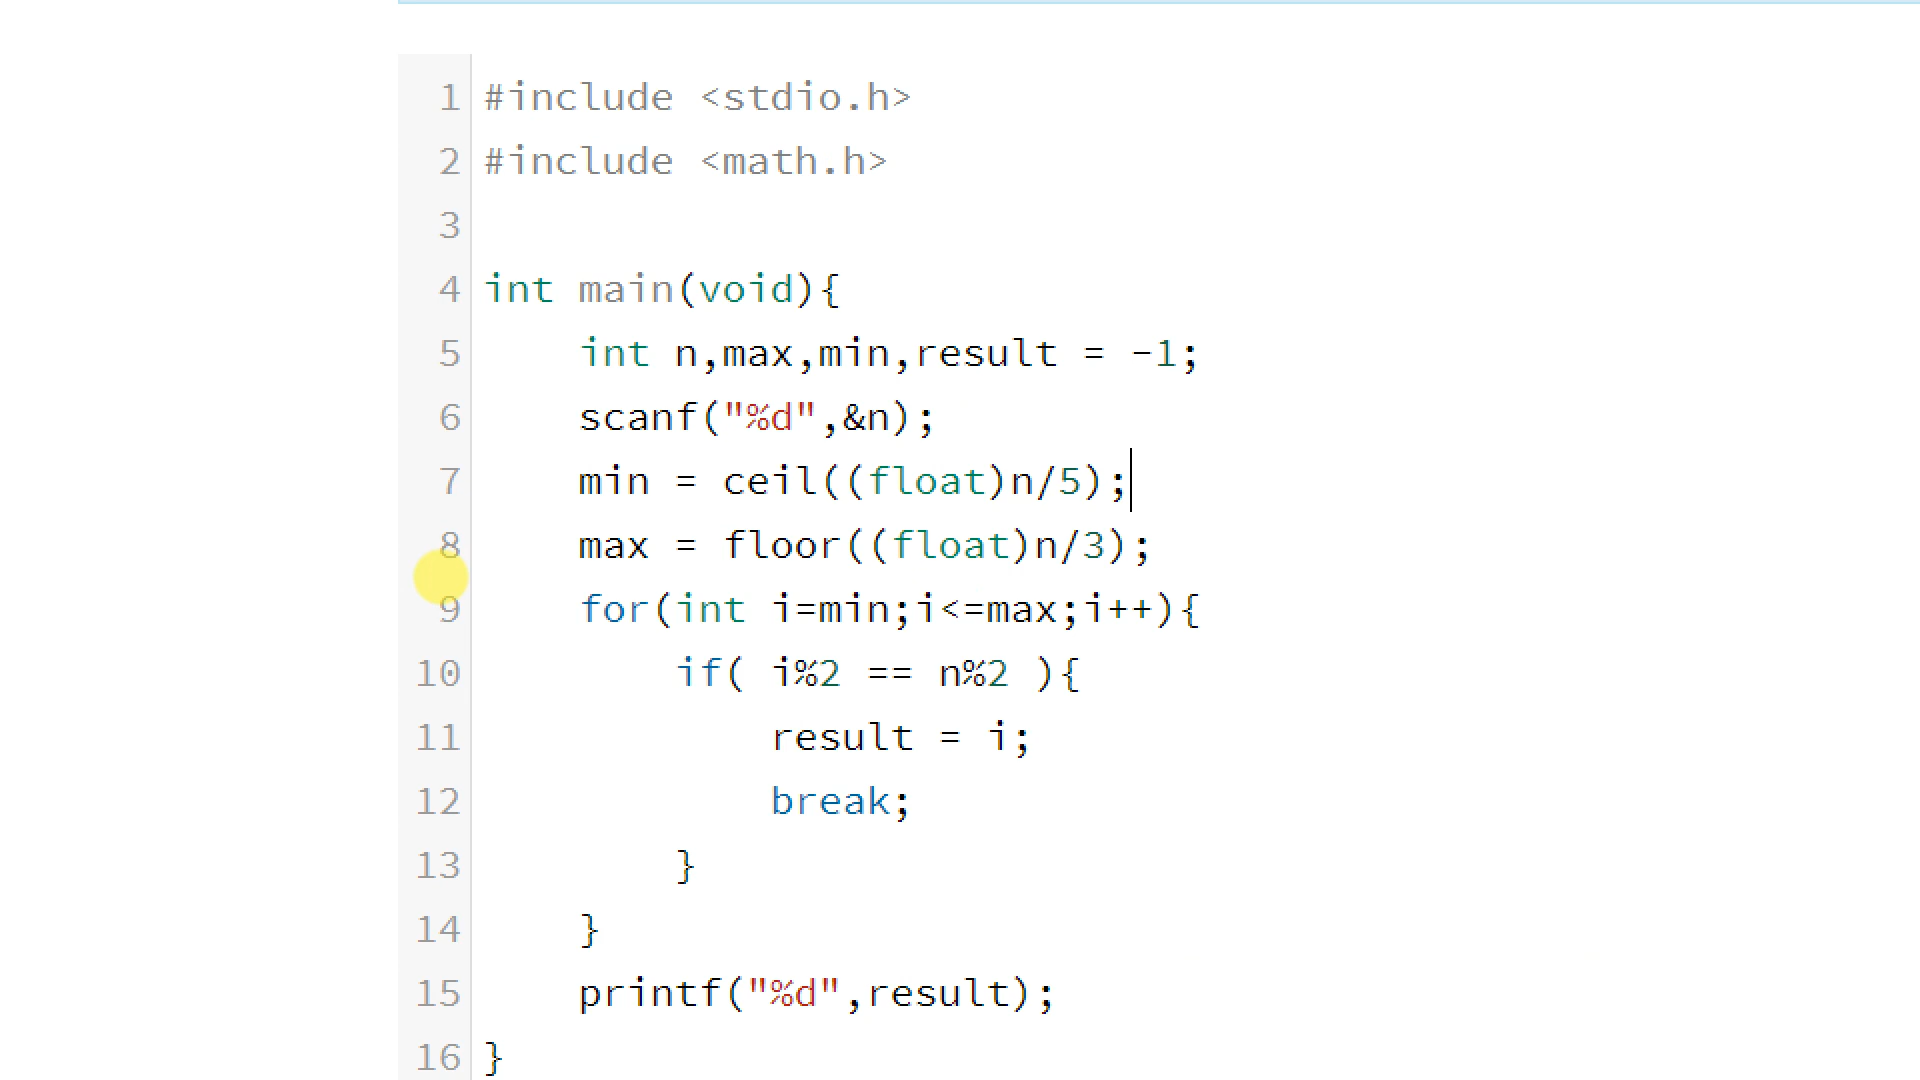 1 #include <stdio.h>
2 #include <math.h>
3
4 int main(void){
5     int n,max,min,result = -1;
6     scanf("%d",&n);
7     min = ceil((float)n/5);
8     max = floor((float)n/3);
9     for(int i=min;i<=max;i++){
10         if( i%2 == n%2 ){
11             result = i;
12             break;
13         }
14     }
15     printf("%d",result);
16 }